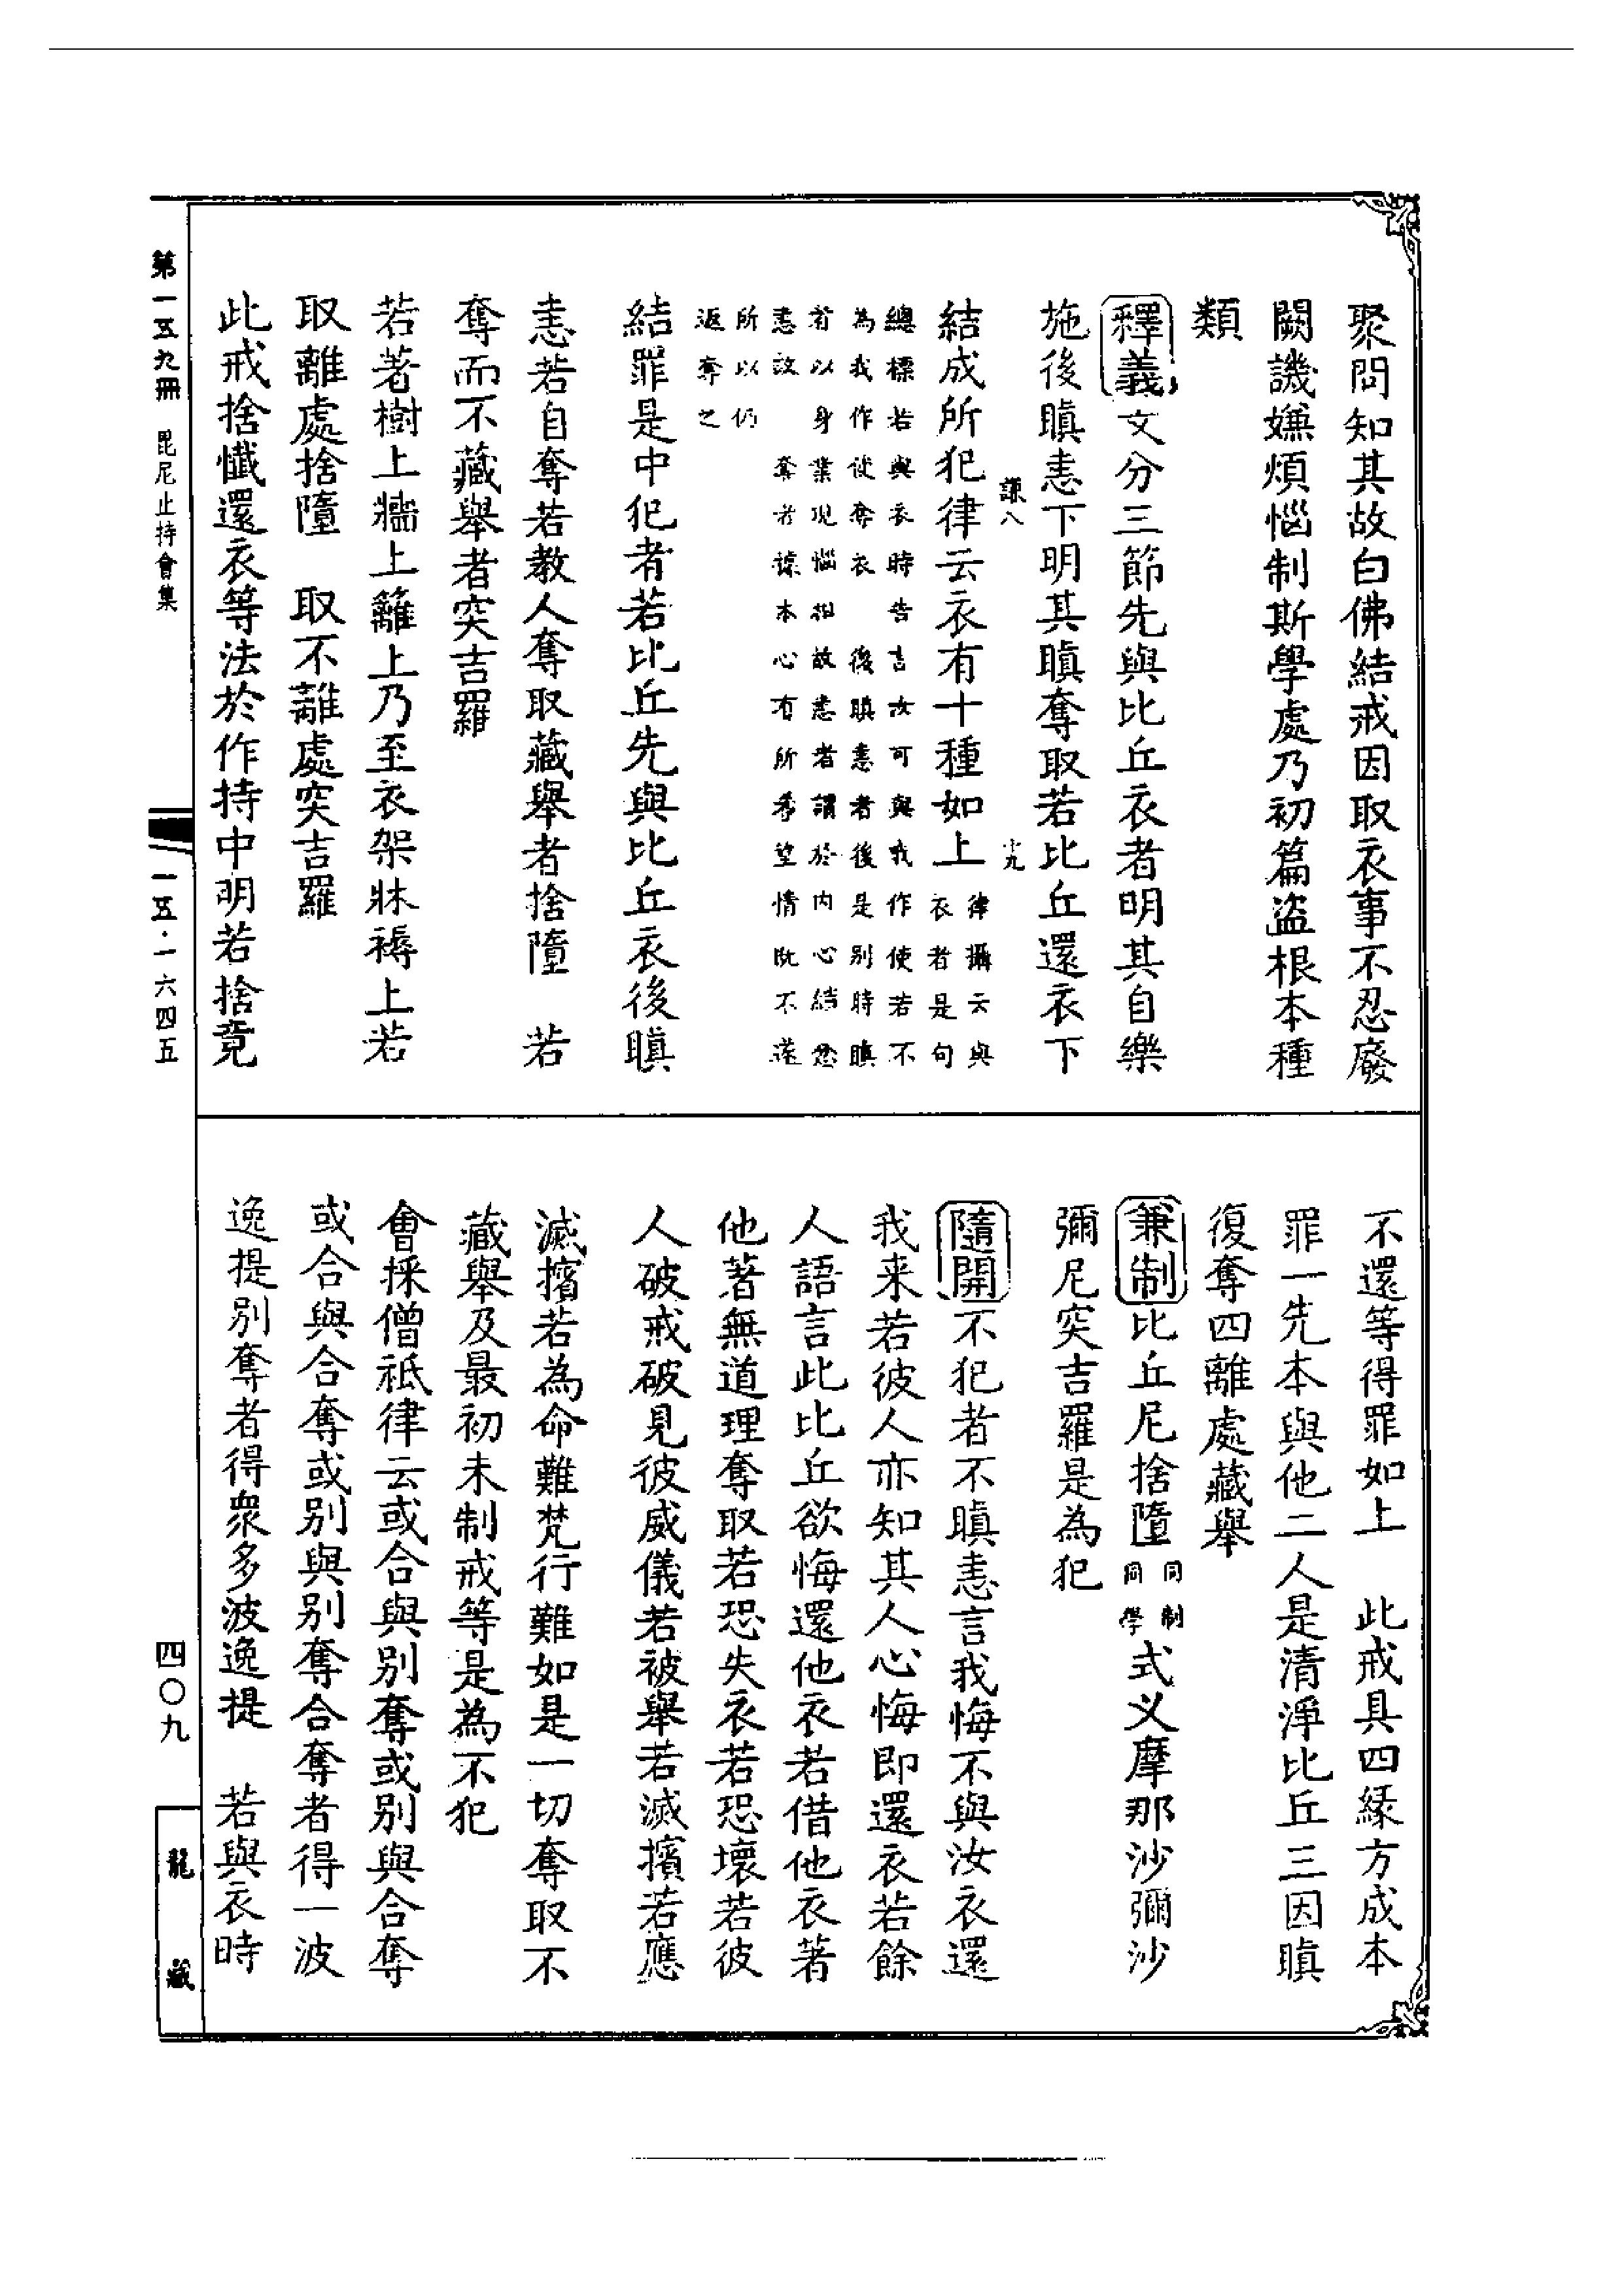 聚問知其故白佛結戒因取衣事不忍廢
闕譏嫌煩惱制斯學處乃初篇盜根本種
類
釋義文分三節先與比丘衣者明其自樂
施後瞋恚下明其瞋奪取若比丘還衣下
謙八
十九
結成所犯律云衣有十種如上
律攝云與
衣者是句
總標若與衣時告言汝可與我作使若不
為我作使奪衣 後瞋恚者後是別時瞋
若以身業現惱相故恚者謂於內心結忿
恚故 奪者據本心有所希望情既不遂
所以仍
返奪之
結罪是中犯者若比丘先與比丘衣後瞋
恚若自奪若教人奪取藏舉者捨墮 若
奪而不藏舉者突吉羅
若著樹上牆上籬上乃至衣架牀褥上若
取離處捨墮 取不離處突吉羅
此戒捨懺還衣等法於作持中明若捨竟
不還等得罪如上 此戒具四緣方成本
罪一先本與他二人是清淨比丘三因瞋
復奪四離處藏舉
兼制比丘尼捨墮
同制
同學
式叉摩那沙彌沙
彌尼突吉羅是為犯
隨開不犯者不瞋恚言我悔不與汝衣還
我來若彼人亦知其人心悔即還衣若餘
人語言此比丘欲悔還他衣若借他衣著
他著無道理奪取若恐失衣若恐壞若彼
人破戒破見破威儀若被舉若滅擯若應
滅擯若為命難梵行難如是一切奪取不
藏舉及最初未制戒等是為不犯
會採僧祇律云或合與別奪或別與合奪
或合與合奪或別與別奪合奪者得一波
逸提別奪者得眾多波逸提 若與衣時
第一五九冊 毘尼止持會集
一五·一六四五
四〇九
龍藏